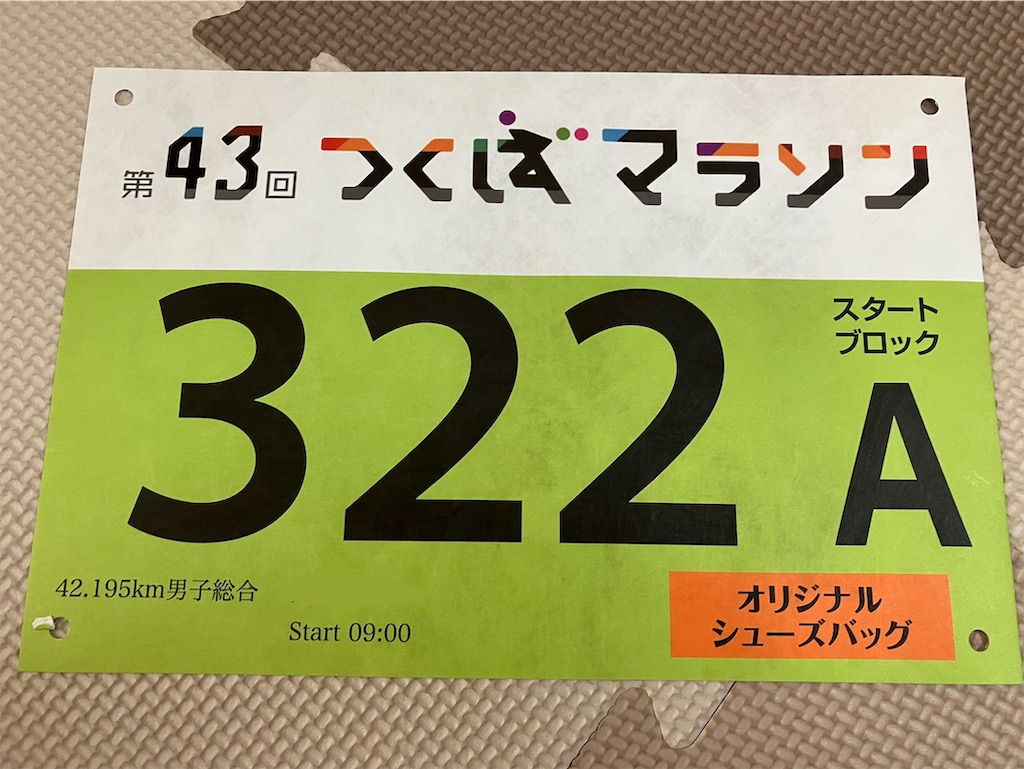 第43回 つくばマラソン
スタート
ブロック
322 A
42.195km男子総合
Start 09:00
オリジナル
シューズバッグ